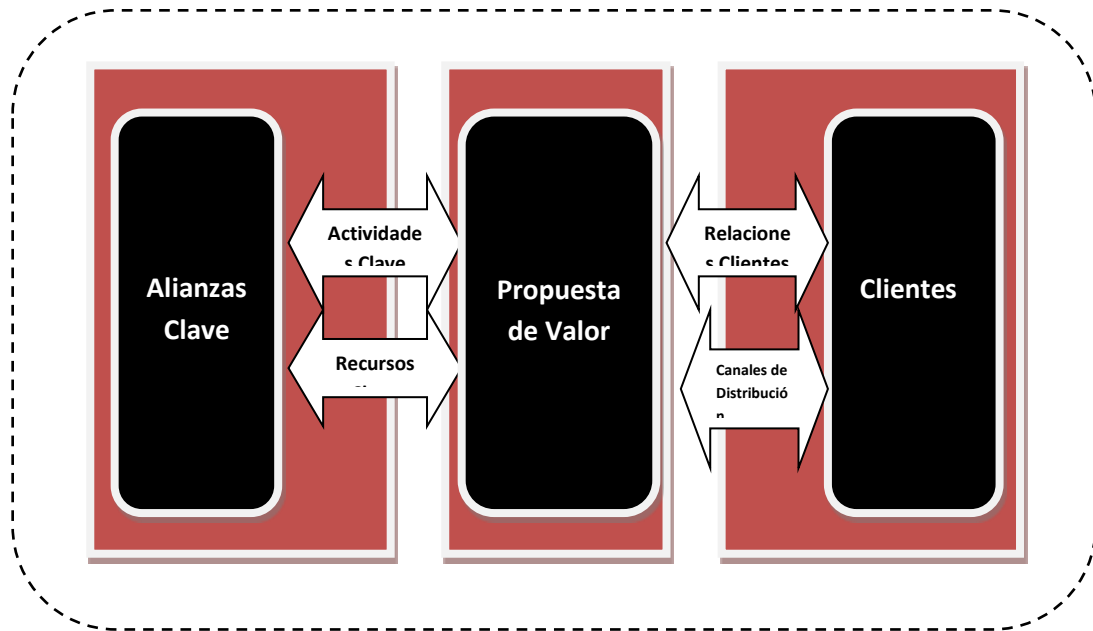 Alianzas
Clave
Actividade
s Clave
Recursos
Propuesta
de Valor
Relacione
s Clientes
Canales de
Distribució
n
Clientes